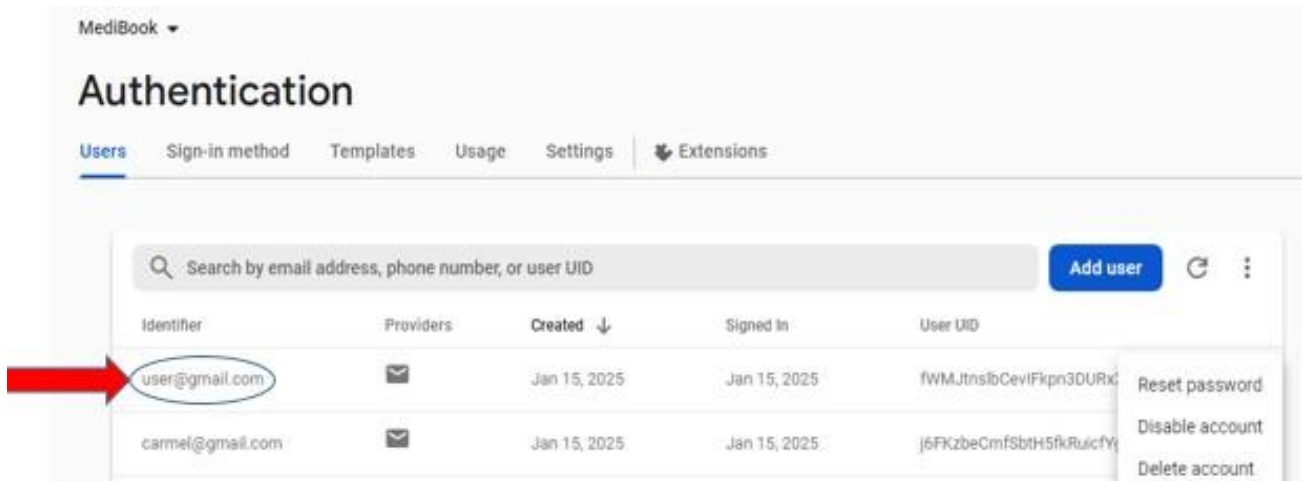 MediBook
Authentication
Users Sign-in method Templates Usage Settings Extensions
Search by email address, phone number, or user UID Add user
Identifier Providers Created Signed In User UID
user@gmail.com Jan 15, 2025 Jan 15, 2025
Reset password
Disable account
carmel@gmail.com Jan 15, 2025 Jan 15, 2025
Delete account